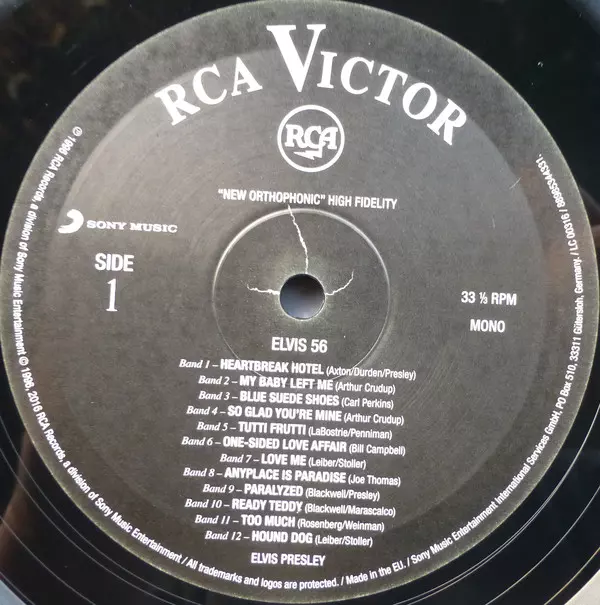 RCA VICTOR
RCA
"NEW ORTHOPHONIC" HIGH FIDELITY
SONY MUSIC
SIDE
1
33 ⅓ RPM
MONO
ELVIS 56
Band 1 – HEARTBREAK HOTEL (Axton/Durden/Presley)
Band 2 – MY BABY LEFT ME (Arthur Crudup)
Band 3 – BLUE SUEDE SHOES (Carl Perkins)
Band 4 – SO GLAD YOU'RE MINE (Arthur Crudup)
Band 5 – TUTTI FRUTTI (LaBostrie/Penniman)
Band 6 – ONE-SIDED LOVE AFFAIR (Bill Campbell)
Band 7 – LOVE ME (Leiber/Stoller)
Band 8 – ANYPLACE IS PARADISE (Joe Thomas)
Band 9 – PARALYZED (Blackwell/Presley)
Band 10 – READY TEDDY (Blackwell/Marascalco)
Band 11 – TOO MUCH (Rosenberg/Weinman)
Band 12 – HOUND DOG (Leiber/Stoller)
ELVIS PRESLEY
℗ 1996 RCA Records, a division of Sony Music Entertainment © 1996, 2016 RCA Records, a division of Sony Music Entertainment / All trademarks and logos are protected. / Made in the EU. / Sony Music Entertainment International Services GmbH, PO Box 510, 33311 Gütersloh, Germany. / LC 00316 / 88985344331.